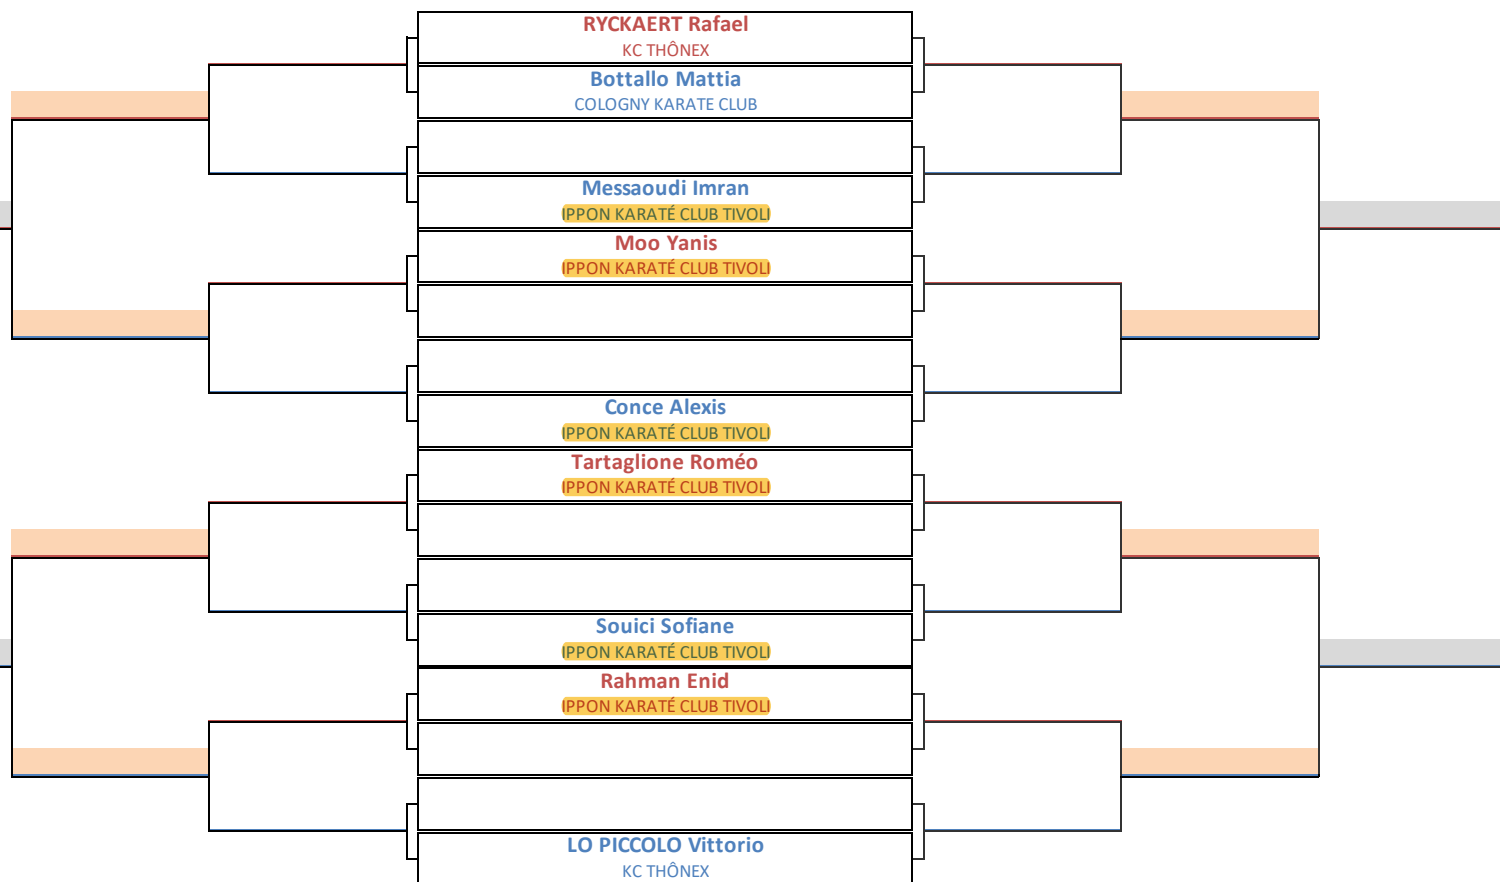 RYCKAERT Rafael
KC THÔNEX
Bottallo Mattia
COLOGNY KARATE CLUB
Messaoudi Imran
IPPON KARATÉ CLUB TIVOLI
Moo Yanis
IPPON KARATÉ CLUB TIVOLI
Conce Alexis
IPPON KARATÉ CLUB TIVOLI
Tartaglione Roméo
IPPON KARATÉ CLUB TIVOLI
Souici Sofiane
IPPON KARATÉ CLUB TIVOLI
Rahman Enid
IPPON KARATÉ CLUB TIVOLI
LO PICCOLO Vittorio
KC THÔNEX